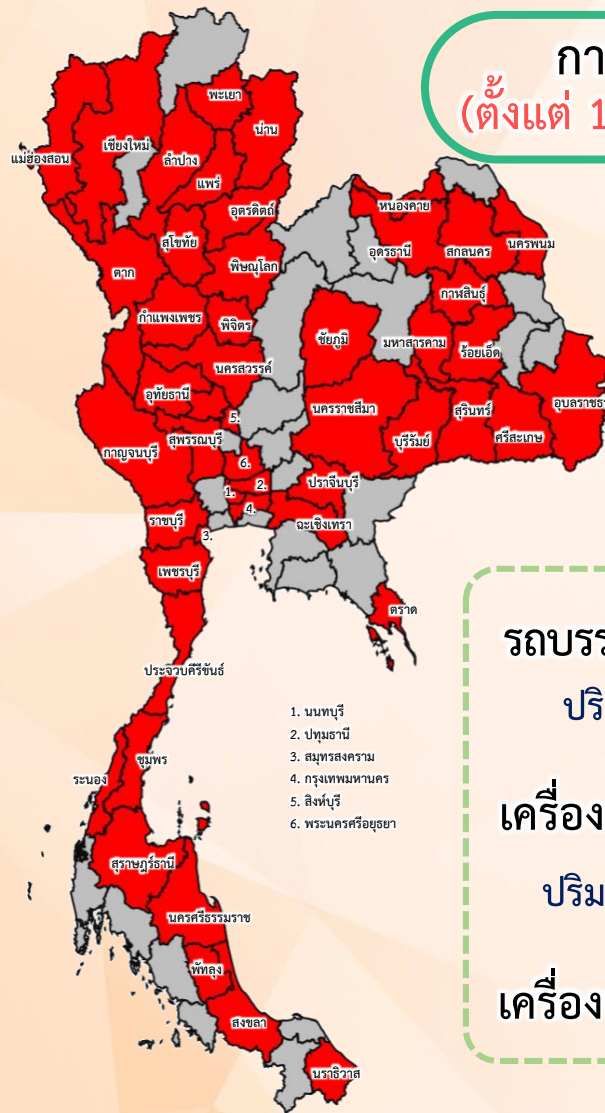 กา
(ตั้งแต่ 1
พะเยา
น่าน
เชียงใหม่
แม่ฮ่องสอน
ลำปาง
แพร่
อุตรดิตถ์
หนองคาย
สุโขทัย
อุดรธานี
สกลนคร
นครพนม
ตาก
พิษณุโลก
กาฬสินธุ์
กำแพงเพชร
พิจิตร
ชัยภูมิ
มหาสารคาม
ร้อยเอ็ด
นครสวรรค์
อุทัยธานี
นครราชสีมา
สุรินทร์
อุบลราชธา
5.
สุพรรณบุรี
บุรีรัมย์
ศรีสะเกษ
กาญจนบุรี
6.
ปราจีนบุรี
2.
1.
4.
ราชบุรี
ฉะเชิงเทรา
3.
เพชรบุรี
ตราด
รถบรร
ประจวบคีรีขันธ์
ปริ
1. นนทบุรี
2. ปทุมธานี
3. สมุทรสงคราม
4. กรุงเทพมหานคร
5. สิงห์บุรี
6. พระนครศรีอยุธยา
ชุมพร
ระนอง
เครื่อง
สุราษฎร์ธานี
ปริม
นครศรีธรรมราช
พัทลุง
เครื่อง
สงขลา
นราธิวาส